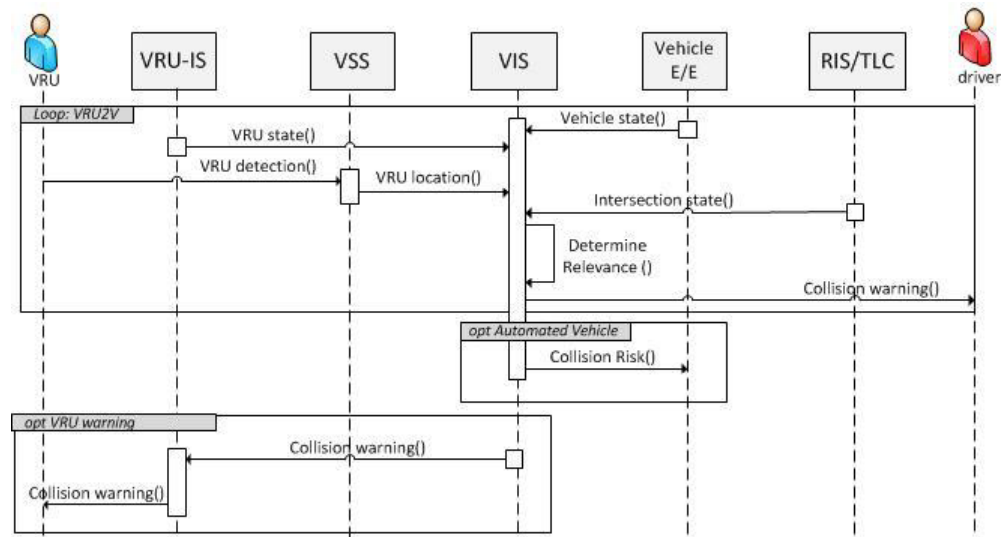 VRU
VRU-IS
VSS
VIS
Vehicle
E/E
RIS/TLC
driver
Loop: VRU2V
VRU state()
Vehicle state()
VRU detection()
VRU location()
Intersection state()
Determine
Relevance ()
Collision warning()
opt Automated Vehicle
Collision Risk()
opt VRU warning
Collision warning()
Collision warning()